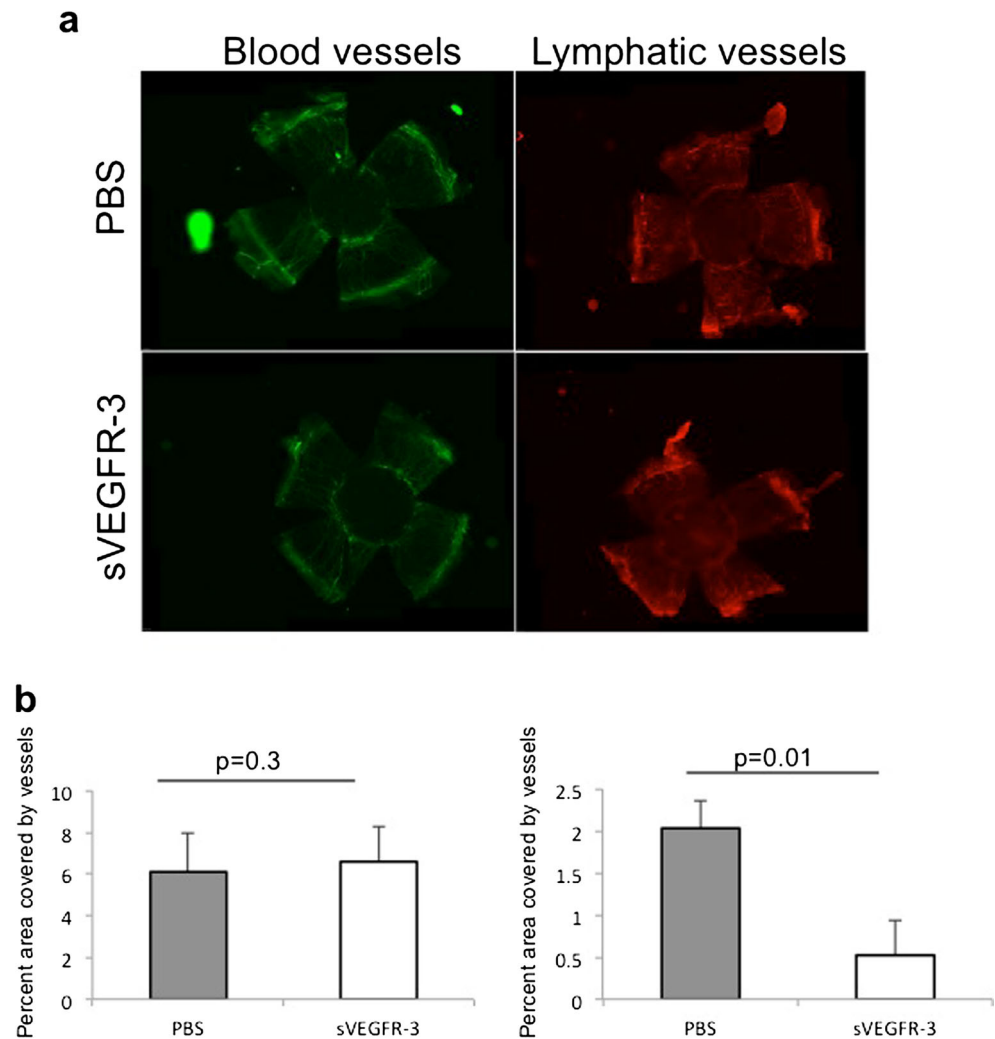 a
Blood vessels Lymphatic vessels
PBS
sVEGFR-3
b
Percent area covered by vessels
p=0.3
10
8
6
4
2
0
PBS sVEGFR-3
Percent area covered by vessels
p=0.01
2.5
2
1.5
1
0.5
0
PBS sVEGFR-3